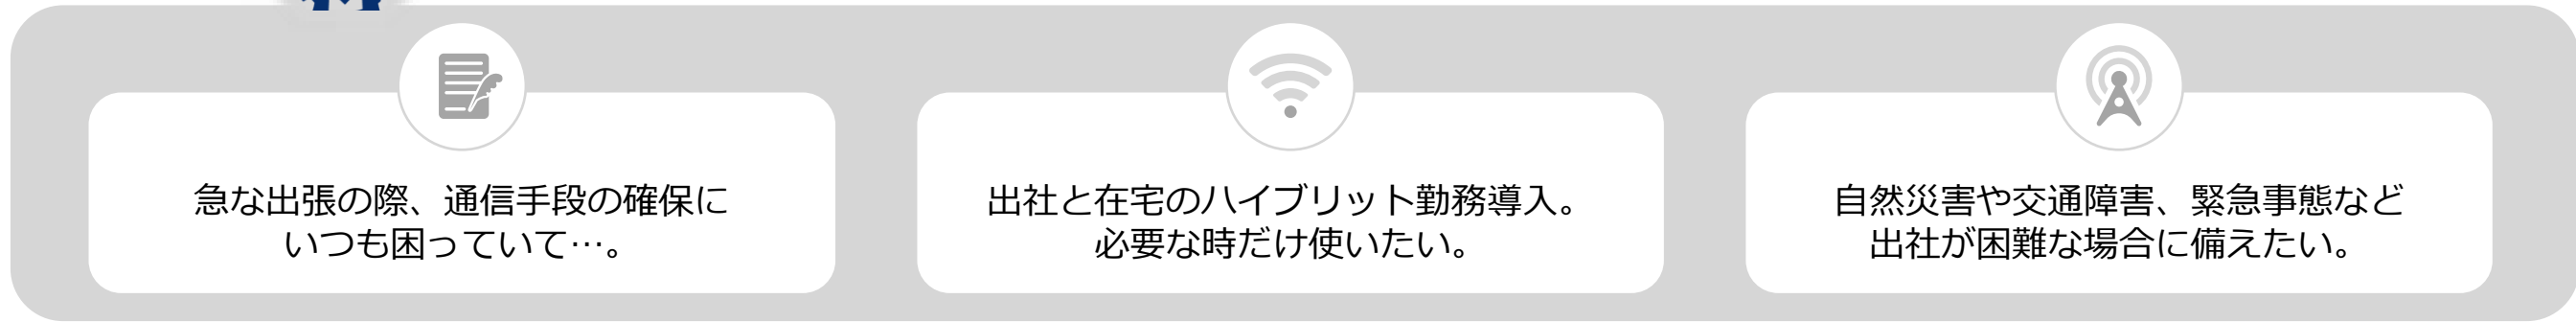 急な出張の際、通信手段の確保に
いつも困っていて…。
出社と在宅のハイブリット勤務導入。
必要な時だけ使いたい。
自然災害や交通障害、緊急事態など
出社が困難な場合に備えたい。